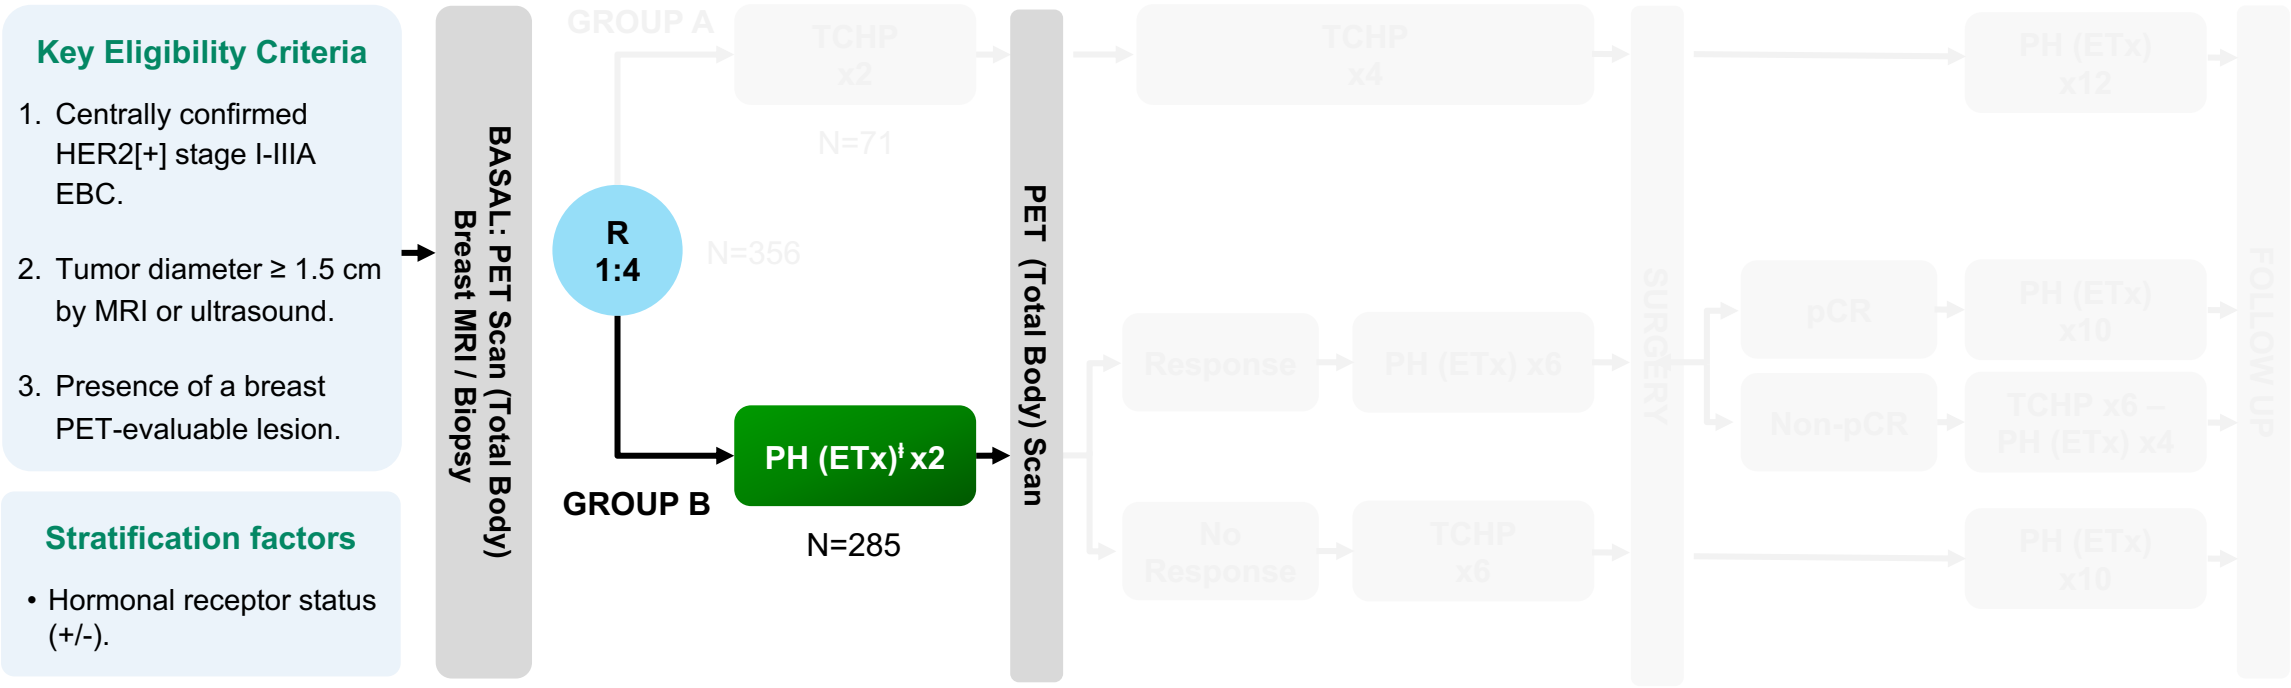 Key Eligibility Criteria
1. Centrally confirmed
HER2[+] stage I-IIIA
EBC.
2. Tumor diameter ≥ 1.5 cm
by MRI or ultrasound.
3. Presence of a breast
PET-evaluable lesion.
Stratification factors
• Hormonal receptor status
(+/-).
BASAL: PET Scan (Total Body)
Breast MRI / Biopsy
R
1:4
N=356
GROUP A
TCHP
x2
N=71
GROUP B
PH (ETx)ǂ x2
N=285
PET (Total Body) Scan
TCHP
x4
Response
PH (ETx) x6
No
Response
TCHP
x6
SURGERY
PH (ETx)
x12
pCR
PH (ETx)
x10
Non-pCR
TCHP x6 –
PH (ETx) x4
PH (ETx)
x10
FOLLOW UP